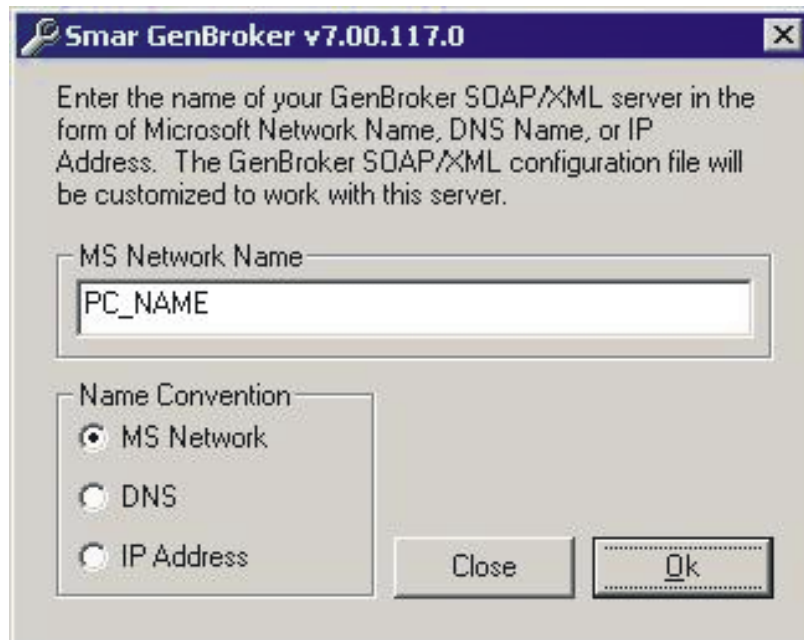 Smar GenBroker v7.00.117.0
Enter the name of your GenBroker SOAP/XML server in the
form of Microsoft Network Name, DNS Name, or IP
Address. The GenBroker SOAP/XML configuration file will
be customized to work with this server.
MS Network Name
PC_NAME
Name Convention
MS Network
DNS
IP Address
Close
Ok